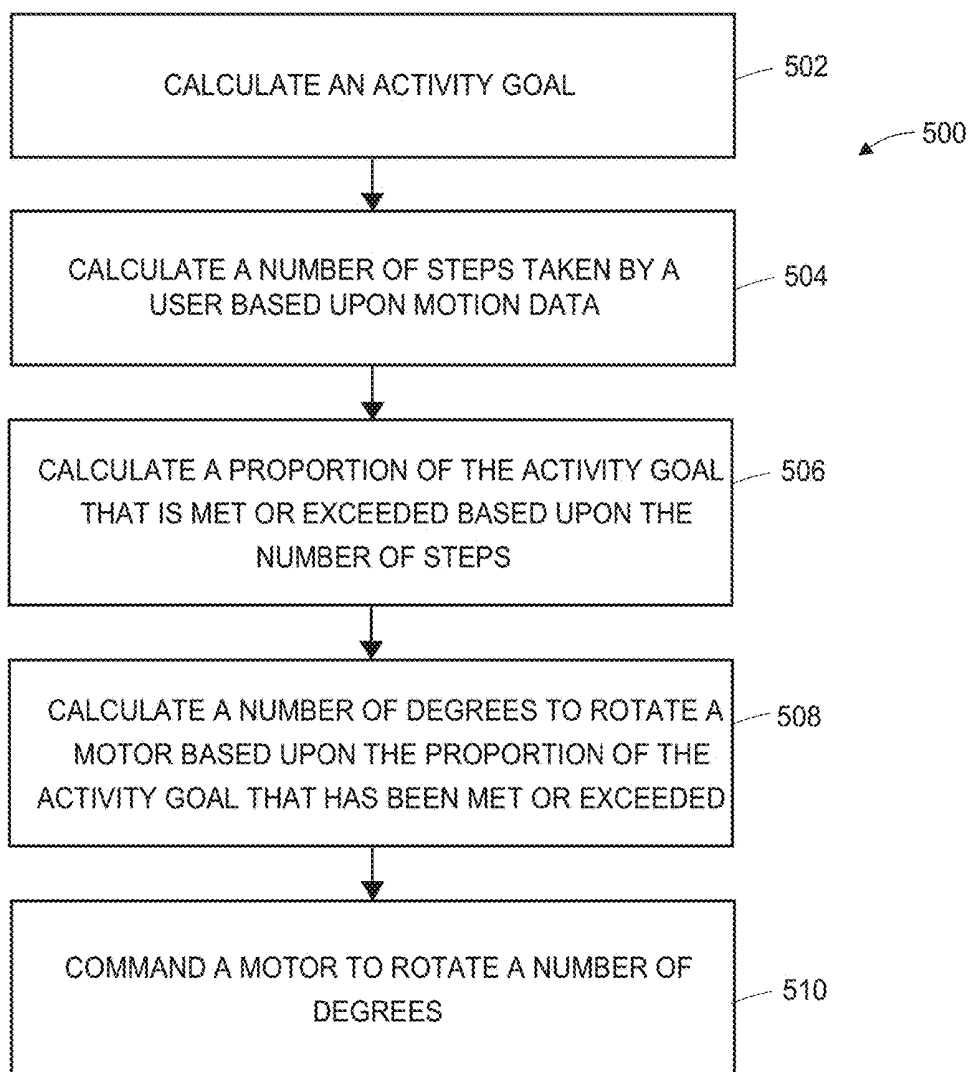 CALCULATE AN ACTIVITY GOAL
502
500
CALCULATE A NUMBER OF STEPS TAKEN BY A
USER BASED UPON MOTION DATA
504
CALCULATE A PROPORTION OF THE ACTIVITY GOAL
THAT IS MET OR EXCEEDED BASED UPON THE
NUMBER OF STEPS
506
CALCULATE A NUMBER OF DEGREES TO ROTATE A
MOTOR BASED UPON THE PROPORTION OF THE
ACTIVITY GOAL THAT HAS BEEN MET OR EXCEEDED
508
COMMAND A MOTOR TO ROTATE A NUMBER OF
DEGREES
510